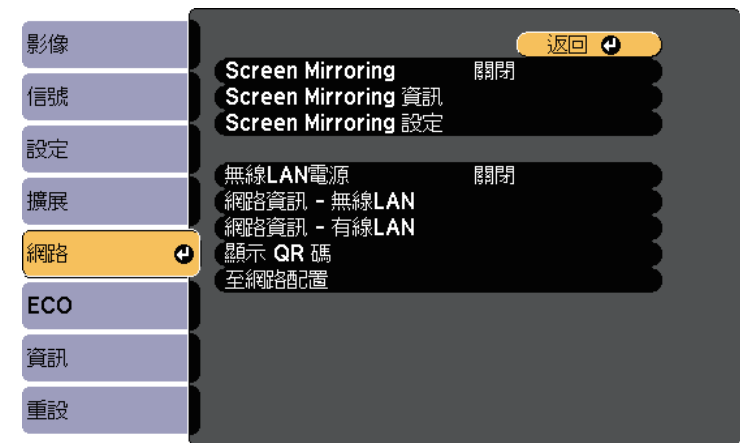 影像
信號
設定
擴展
網路
ECO
資訊
重設
返回
Screen Mirroring 關閉
Screen Mirroring 資訊
Screen Mirroring 設定
無線LAN電源 關閉
網路資訊 - 無線LAN
網路資訊 - 有線LAN
顯示 QR 碼
至網路配置